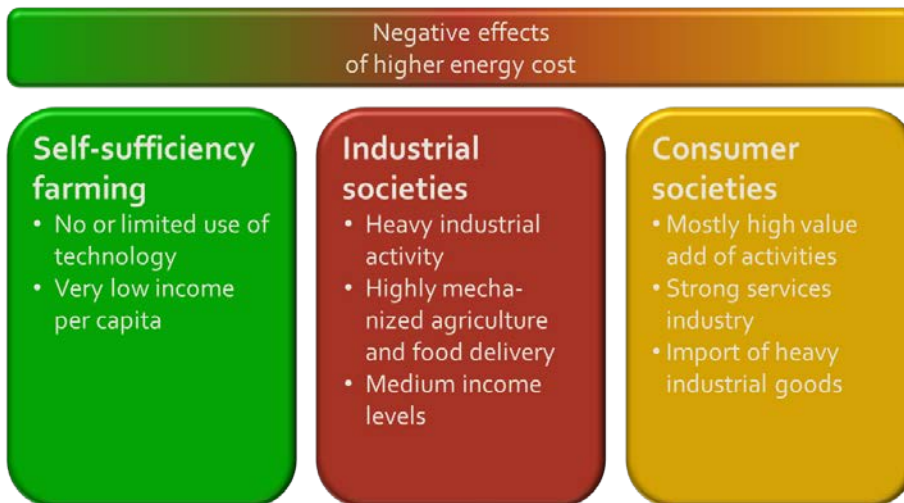 Negative effects
of higher energy cost
Self-sufficiency
farming
• No or limited use of
technology
• Very low income
per capita
Industrial
societies
• Heavy industrial
activity
• Highly mecha-
nized agriculture
and food delivery
• Medium income
levels
Consumer
societies
• Mostly high value
add of activities
• Strong services
industry
• Import of heavy
industrial goods